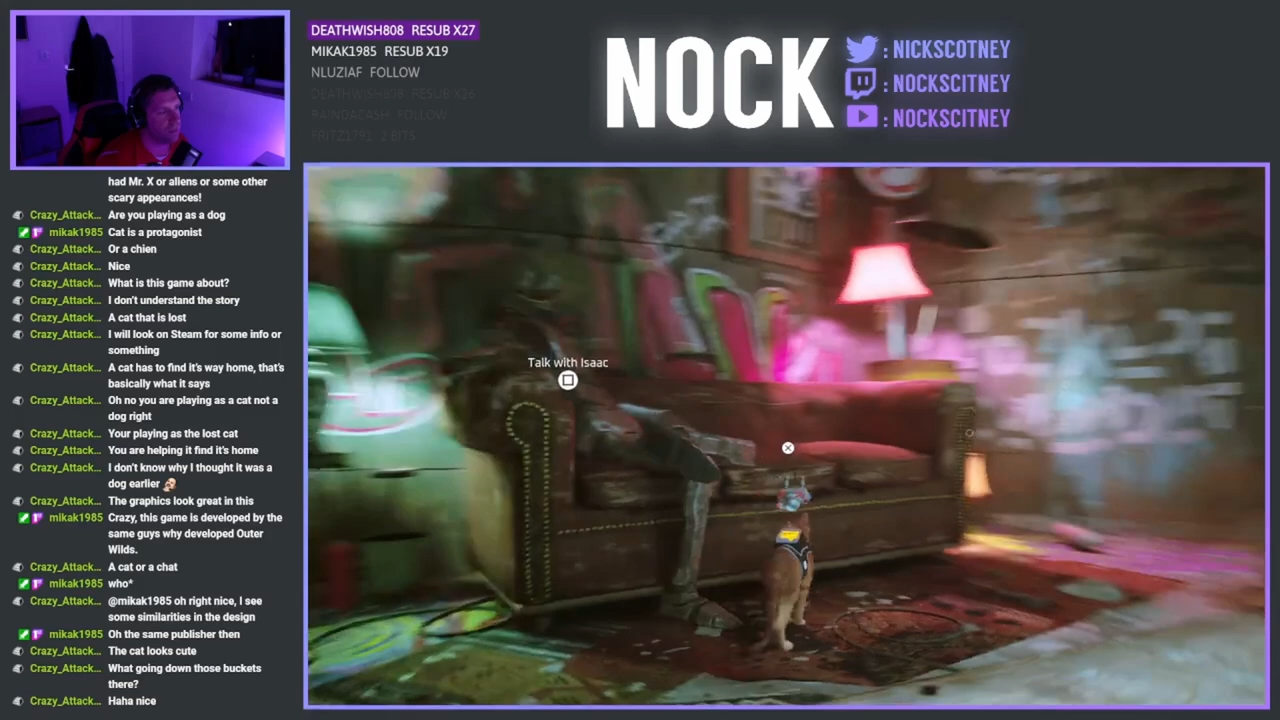 DEATHWISH808 RESUB X27
MIKAK1985 RESUB X19
NLUZIAF FOLLOW
DEATHWISH808 RESUB X26
RAINDACASH FOLLOW
FRITZ1791 2 BITS
NOCK
: NICKSCOTNEY
: NOCKSCITNEY
: NOCKSCITNEY
had Mr. X or aliens or some other
scary appearances!
Crazy_Attack... Are you playing as a dog
mikak1985 Cat is a protagonist
Crazy_Attack... Or a chien
Crazy_Attack... Nice
Crazy_Attack... What is this game about?
Crazy_Attack... I don't understand the story
Crazy_Attack... A cat that is lost
Crazy_Attack... I will look on Steam for some info or
something
Crazy_Attack... A cat has to find it's way home, that's
basically what it says
Crazy_Attack... Oh no you are playing as a cat not a
dog right
Crazy_Attack... Your playing as the lost cat
Crazy_Attack... You are helping it find it's home
Crazy_Attack... I don't know why I thought it was a
dog earlier
Crazy_Attack... The graphics look great in this
mikak1985 Crazy, this game is developed by the
same guys why developed Outer
Wilds.
Crazy_Attack... A cat or a chat
mikak1985 who*
Crazy_Attack... @mikak1985 oh right nice, I see
some similarities in the design
mikak1985 Oh the same publisher then
Crazy_Attack... The cat looks cute
Crazy_Attack... What going down those buckets
there?
Crazy_Attack... Haha nice
Talk with Isaac